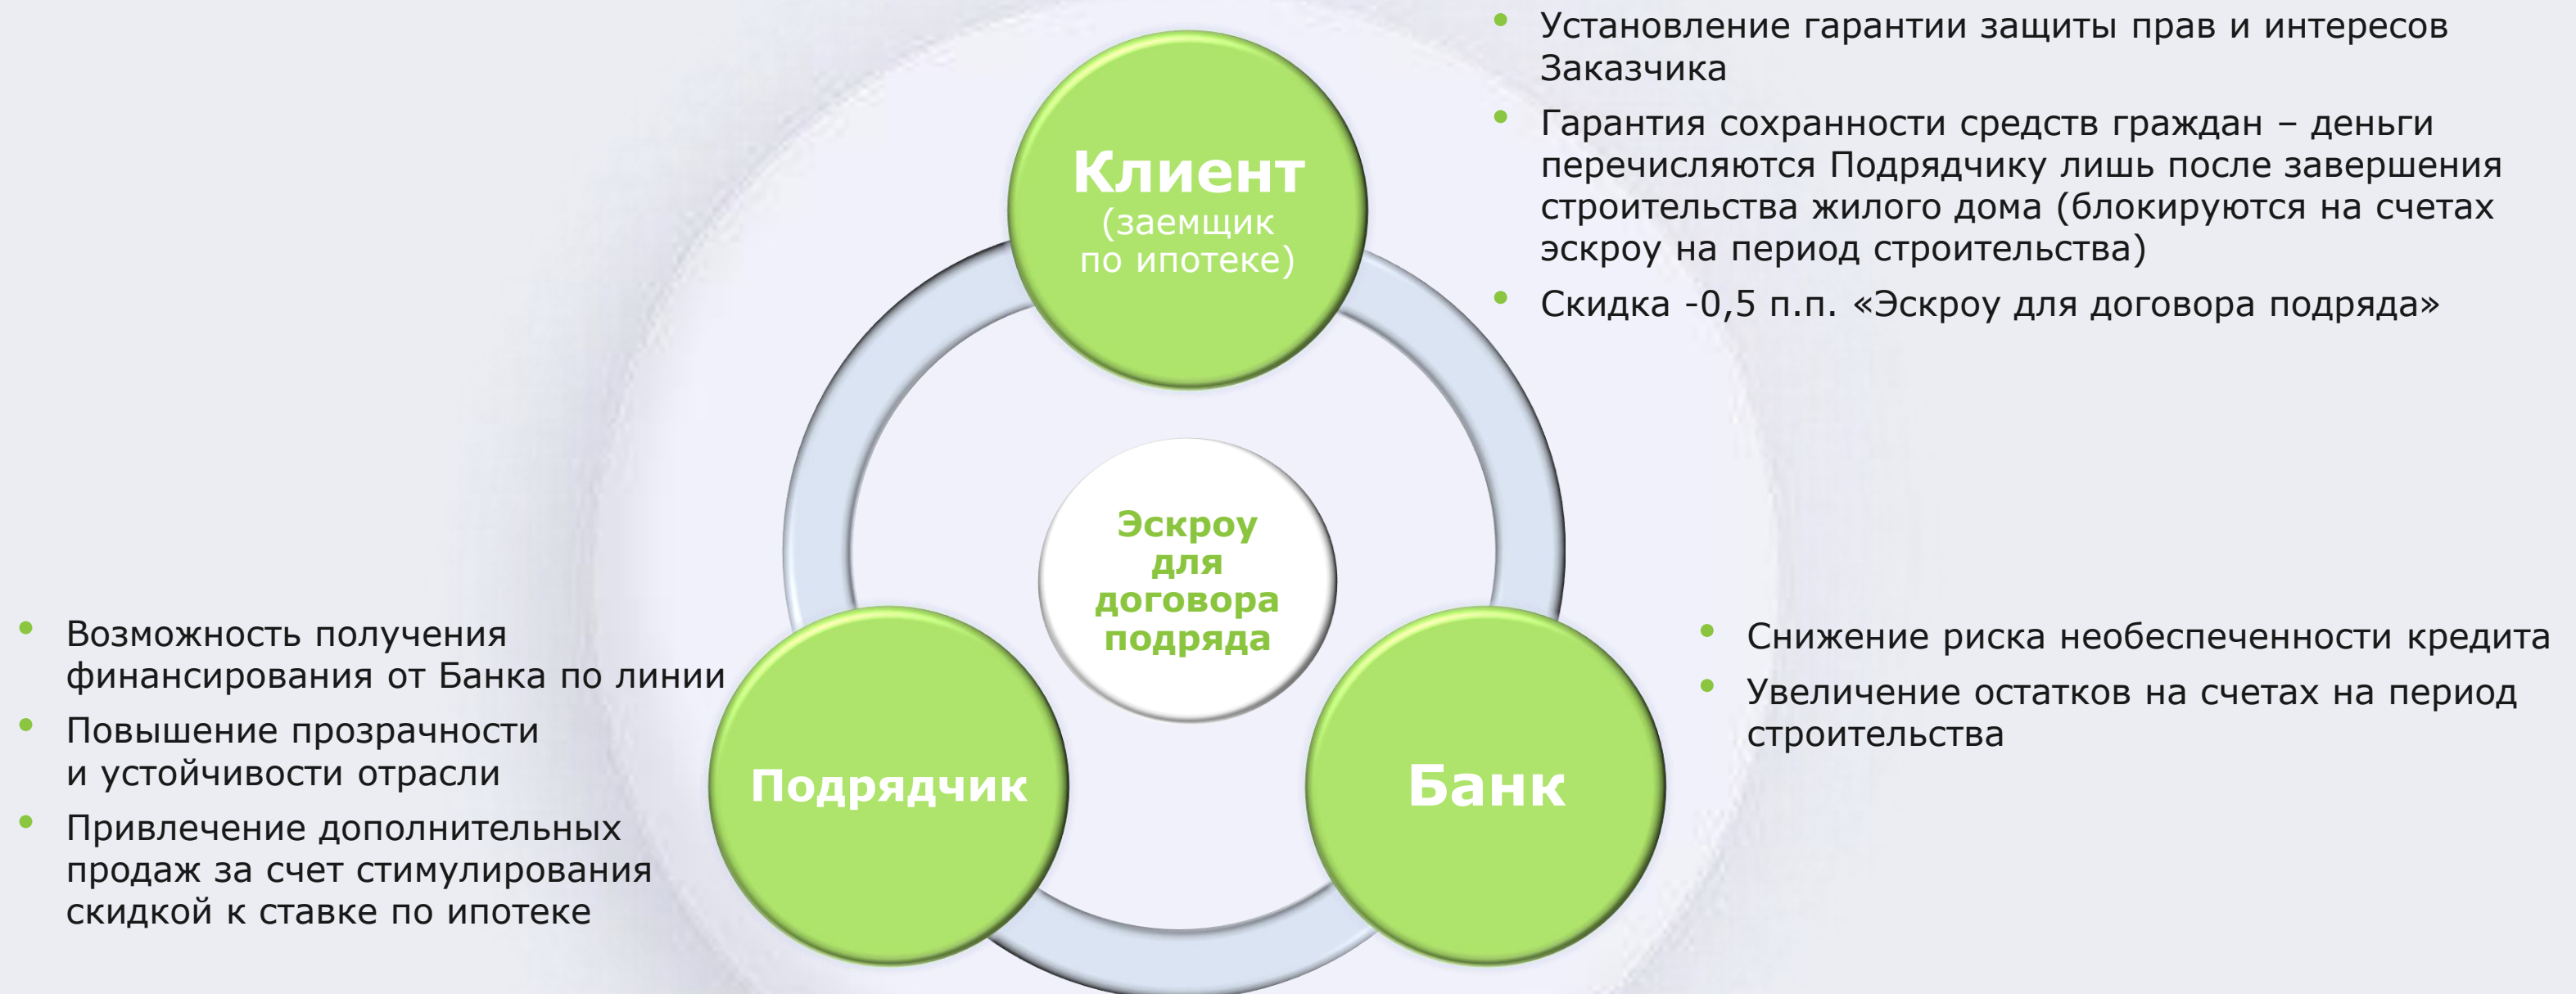 Установление гарантии защиты прав и интересов
Заказчика
Гарантия сохранности средств граждан – деньги
перечисляются Подрядчику лишь после завершения
строительства жилого дома (блокируются на счетах
эскроу на период строительства)
Скидка -0,5 п.п. «Эскроу для договора подряда»
Клиент
(заемщик
по ипотеке)
Эскроу
для
договора
подряда
Возможность получения
финансирования от Банка по линии
Повышение прозрачности
и устойчивости отрасли
Привлечение дополнительных
продаж за счет стимулирования
скидкой к ставке по ипотеке
Подрядчик
Банк
Снижение риска необеспеченности кредита
Увеличение остатков на счетах на период
строительства